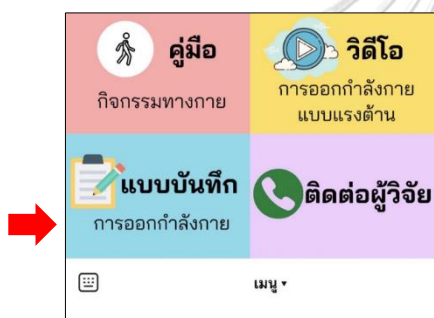 คู่มือ
กิจกรรมทางกาย
วิดีโอ
การออกกำลังกาย
แบบแรงต้าน
แบบบันทึก
การออกกำลังกาย
ติดต่อผู้วิจัย
เมนู